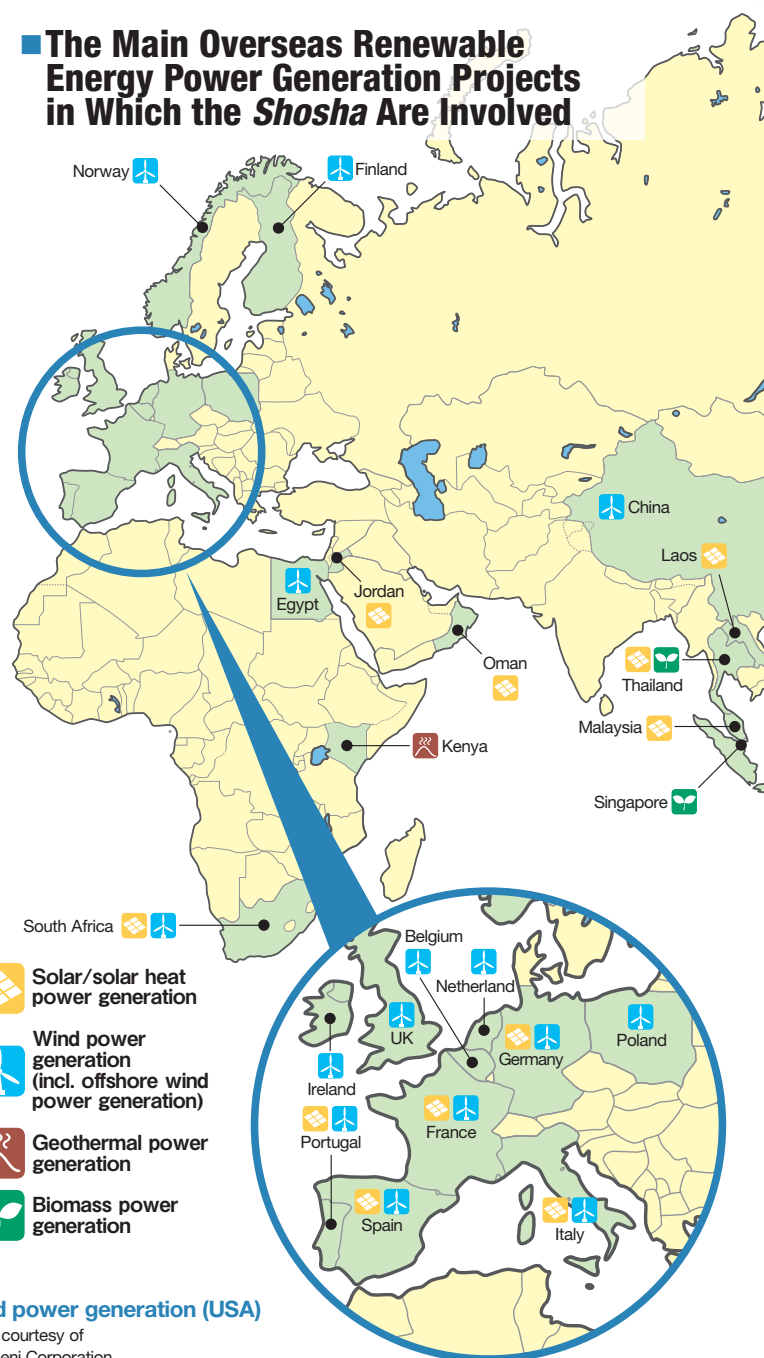 The Main Overseas Renewable
Energy Power Generation Projects
in Which the Shosha Are Involved
Norway
Finland
China
Laos
Egypt
Jordan
Oman
Thailand
Malaysia
Kenya
Singapore
South Africa
Solar/solar heat
power generation
Wind power
generation
(incl. offshore wind
power generation)
Geothermal power
generation
Biomass power
generation
Belgium
Netherland
UK
Germany
Poland
Ireland
Portugal
France
Spain
Italy
power generation (USA)
courtesy of
Corporation